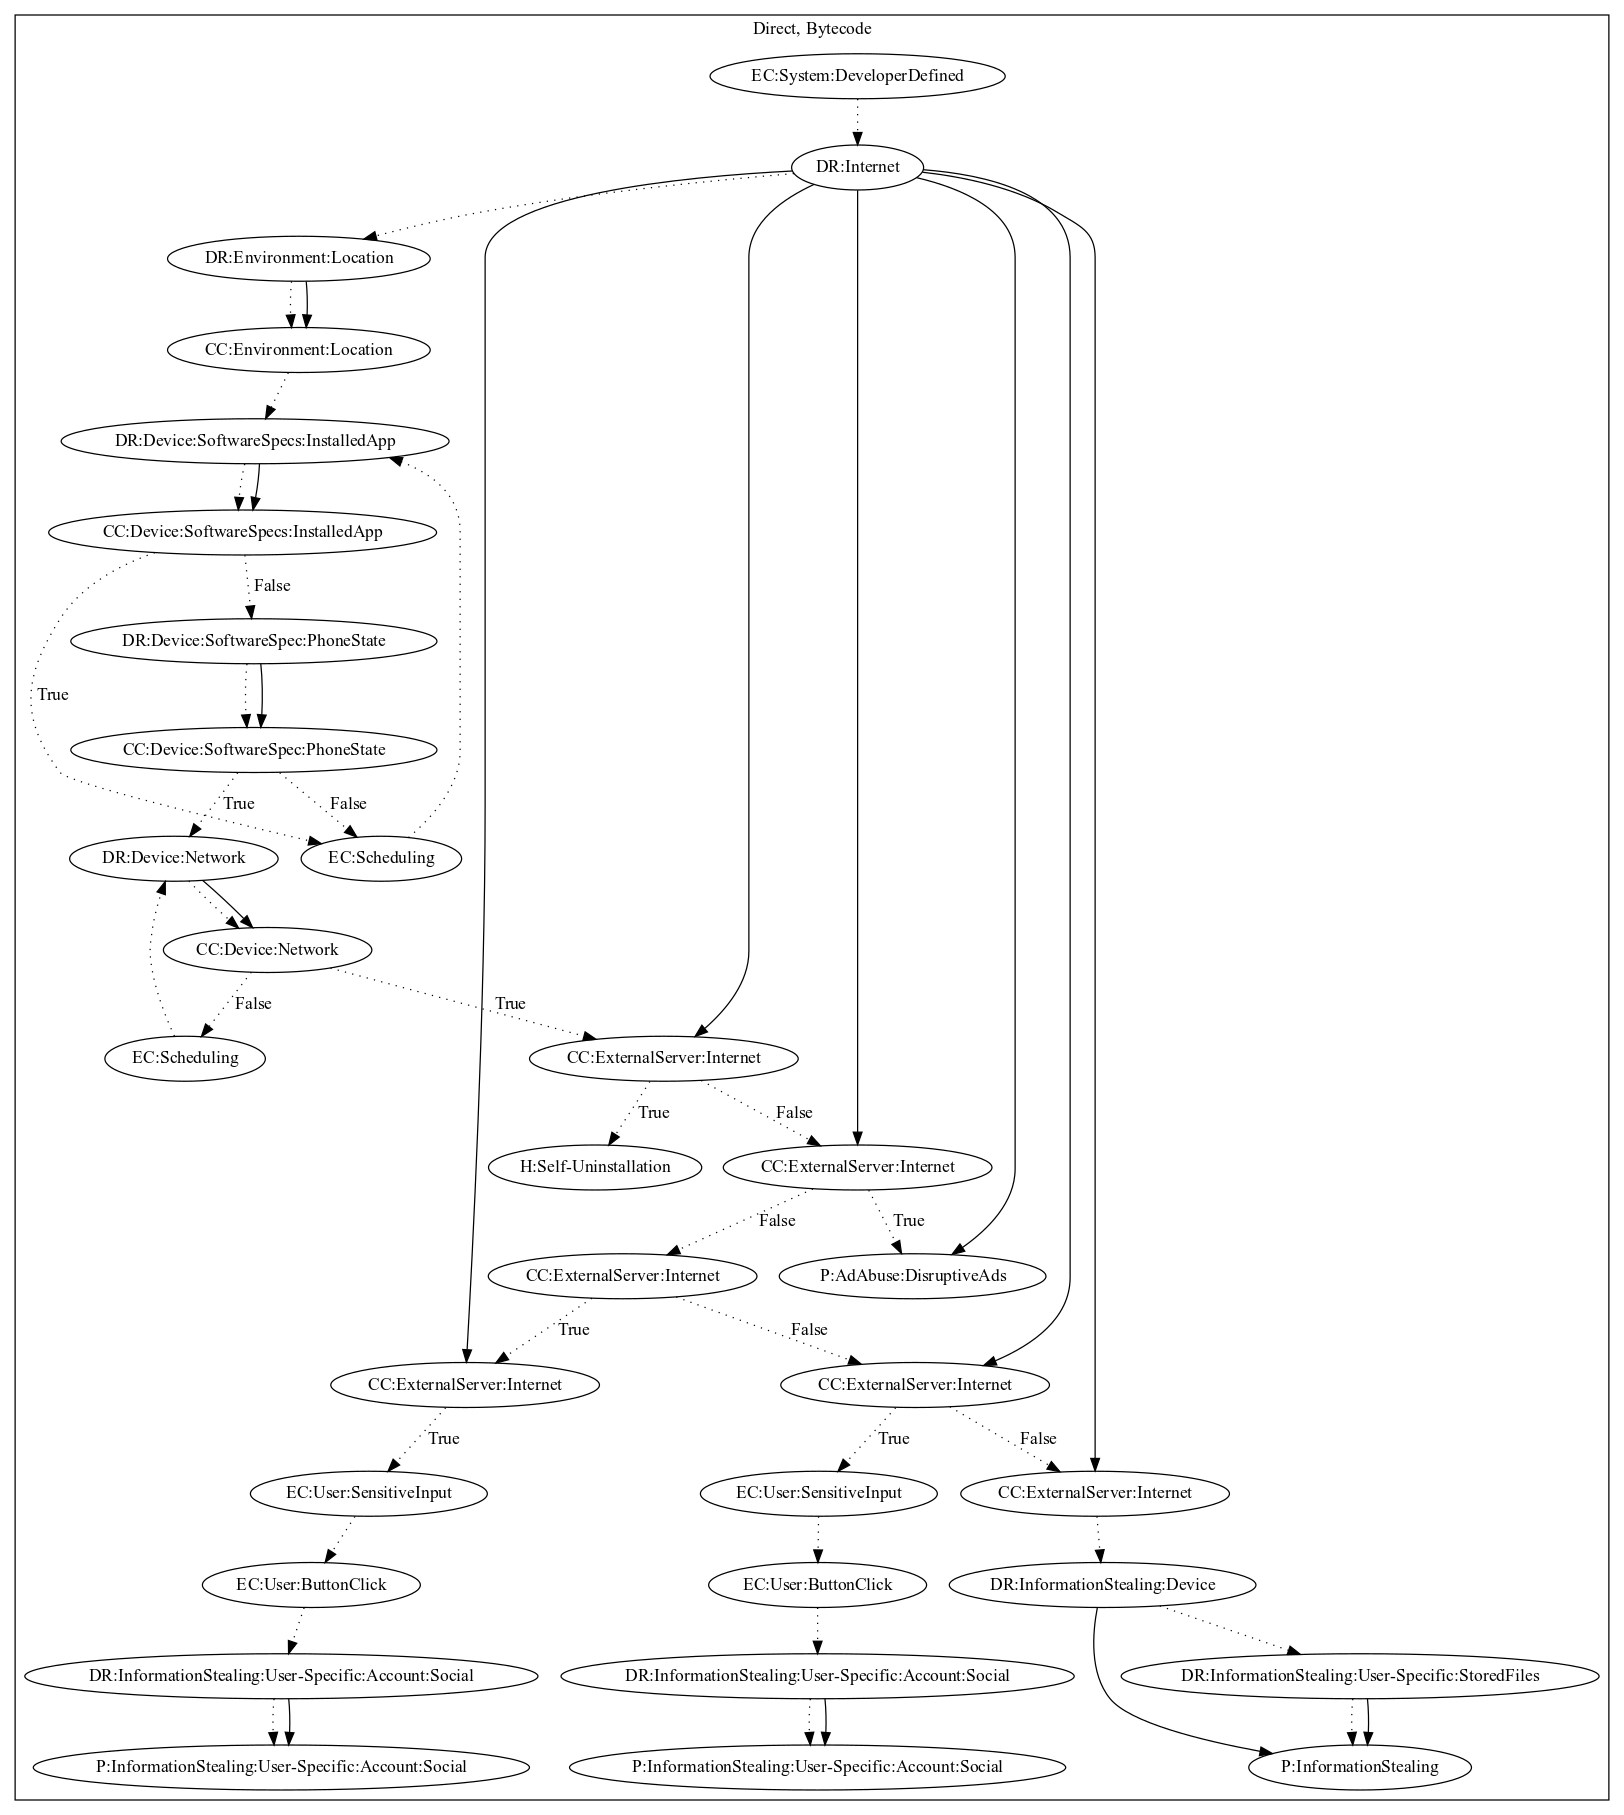 Direct, Bytecode
EC:System:DeveloperDefined
DR:Internet
DR:Environment:Location
CC:Environment:Location
DR:Device:SoftwareSpecs:InstalledApp
CC:Device:SoftwareSpecs:InstalledApp
False
DR:Device:SoftwareSpec:PhoneState
True
CC:Device:SoftwareSpec:PhoneState
True
False
DR:Device:Network
EC:Scheduling
CC:Device:Network
False
True
EC:Scheduling
CC:ExternalServer:Internet
True
False
H:Self-Uninstallation
CC:ExternalServer:Internet
False
True
CC:ExternalServer:Internet
P:AdAbuse:DisruptiveAds
True
False
CC:ExternalServer:Internet
CC:ExternalServer:Internet
True
True
False
EC:User:SensitiveInput
EC:User:SensitiveInput
CC:ExternalServer:Internet
EC:User:ButtonClick
EC:User:ButtonClick
DR:InformationStealing:Device
DR:InformationStealing:User-Specific:Account:Social
DR:InformationStealing:User-Specific:Account:Social
DR:InformationStealing:User-Specific:StoredFiles
P:InformationStealing:User-Specific:Account:Social
P:InformationStealing:User-Specific:Account:Social
P:InformationStealing